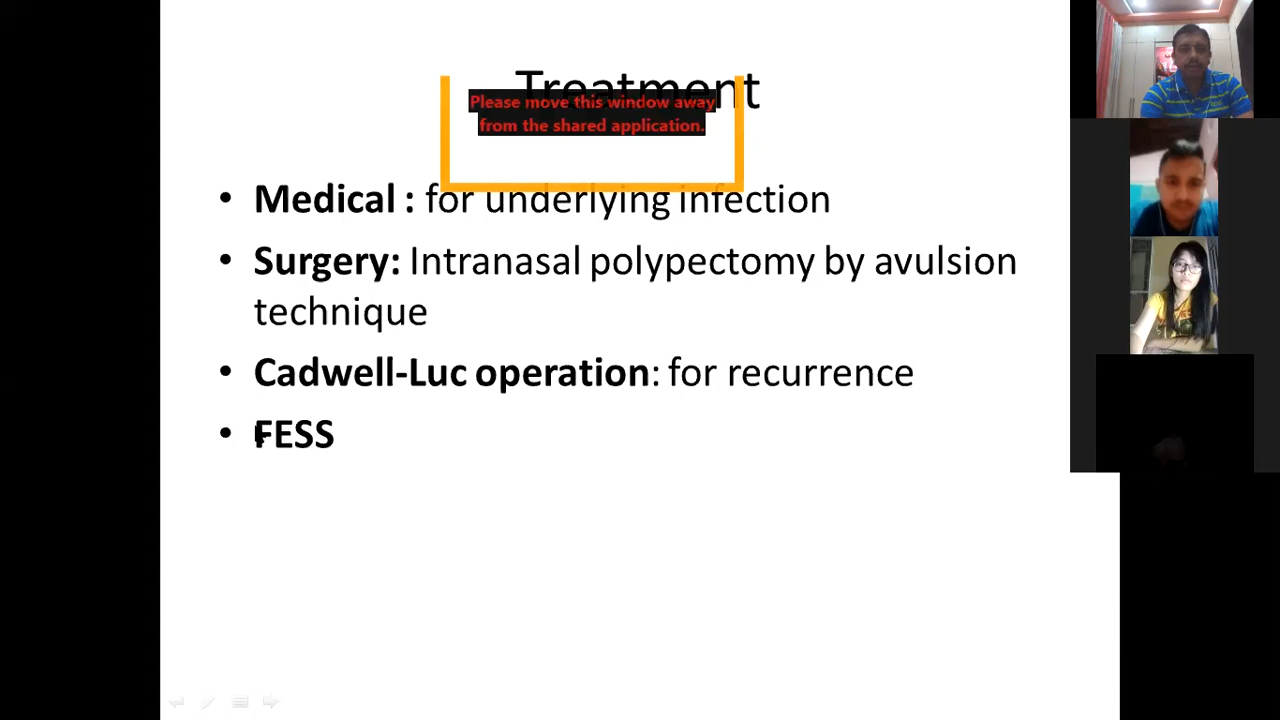 Treatment
Please move this window away
from the shared application.
• Medical : for underlying infection
• Surgery: Intranasal polypectomy by avulsion
technique
• Cadwell-Luc operation: for recurrence
• FESS